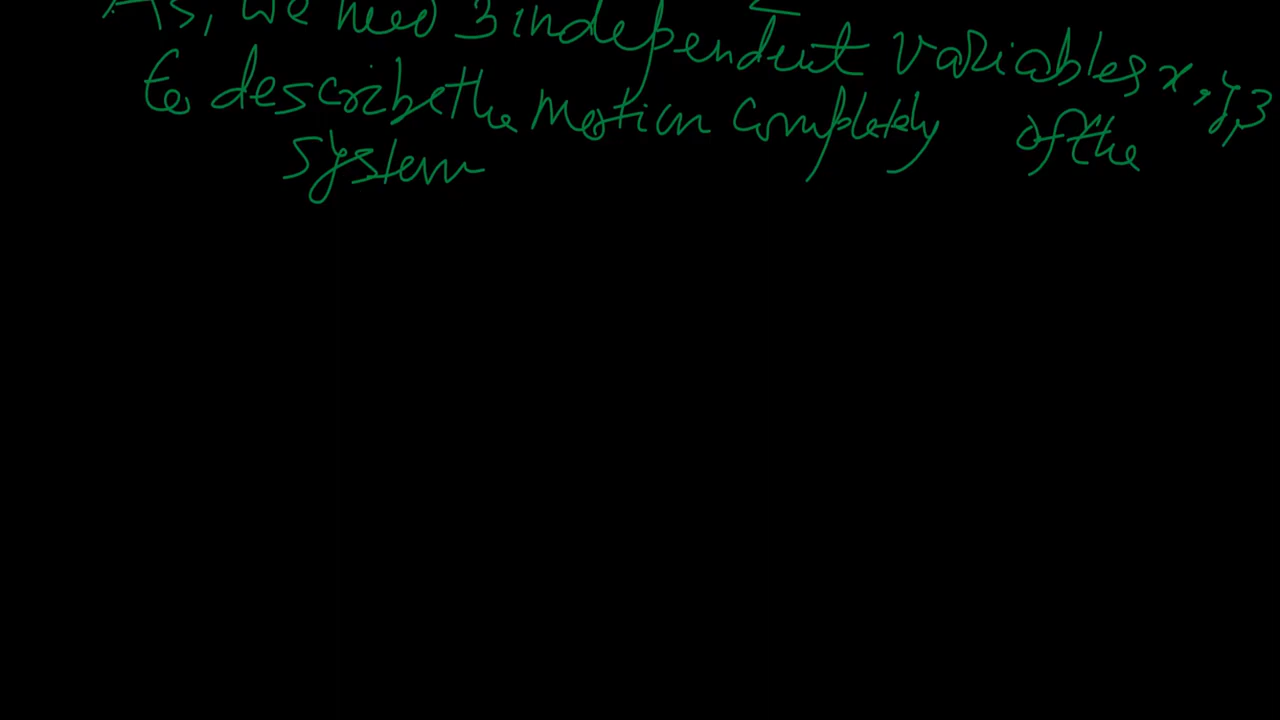 As, we need 3 independent variables x, y, z
to describe the motion completely of the
system